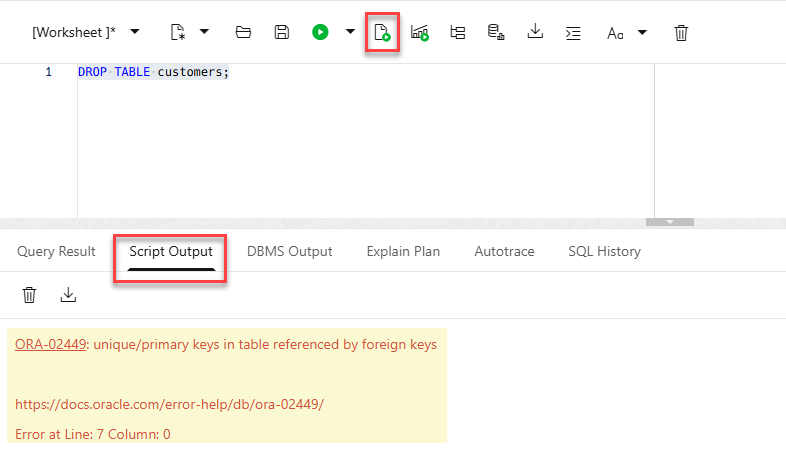 [Worksheet ]*
Aa
1 DROP TABLE customers;
Query Result Script Output DBMS Output Explain Plan Autotrace SQL History
ORA-02449: unique/primary keys in table referenced by foreign keys
https://docs.oracle.com/error-help/db/ora-02449/
Error at Line: 7 Column: 0